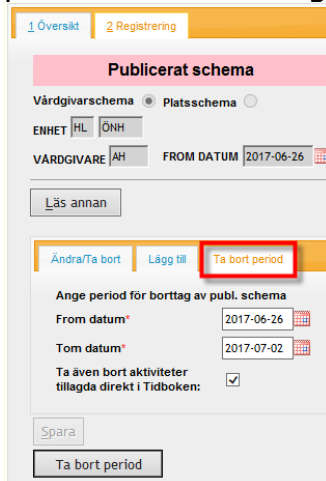 1 Översikt 2 Registrering
Publicerat schema
Vårdgivarschema Platsschema
ENHET HL ÖNH
VÅRDGIVARE AH FROM DATUM 2017-06-26
Läs annan
Ändra/Ta bort Lägg till Ta bort period
Ange period för borttag av publ. schema
From datum* 2017-06-26
Tom datum* 2017-07-02
Ta även bort aktiviteter
tillagda direkt i Tidboken:
Spara
Ta bort period